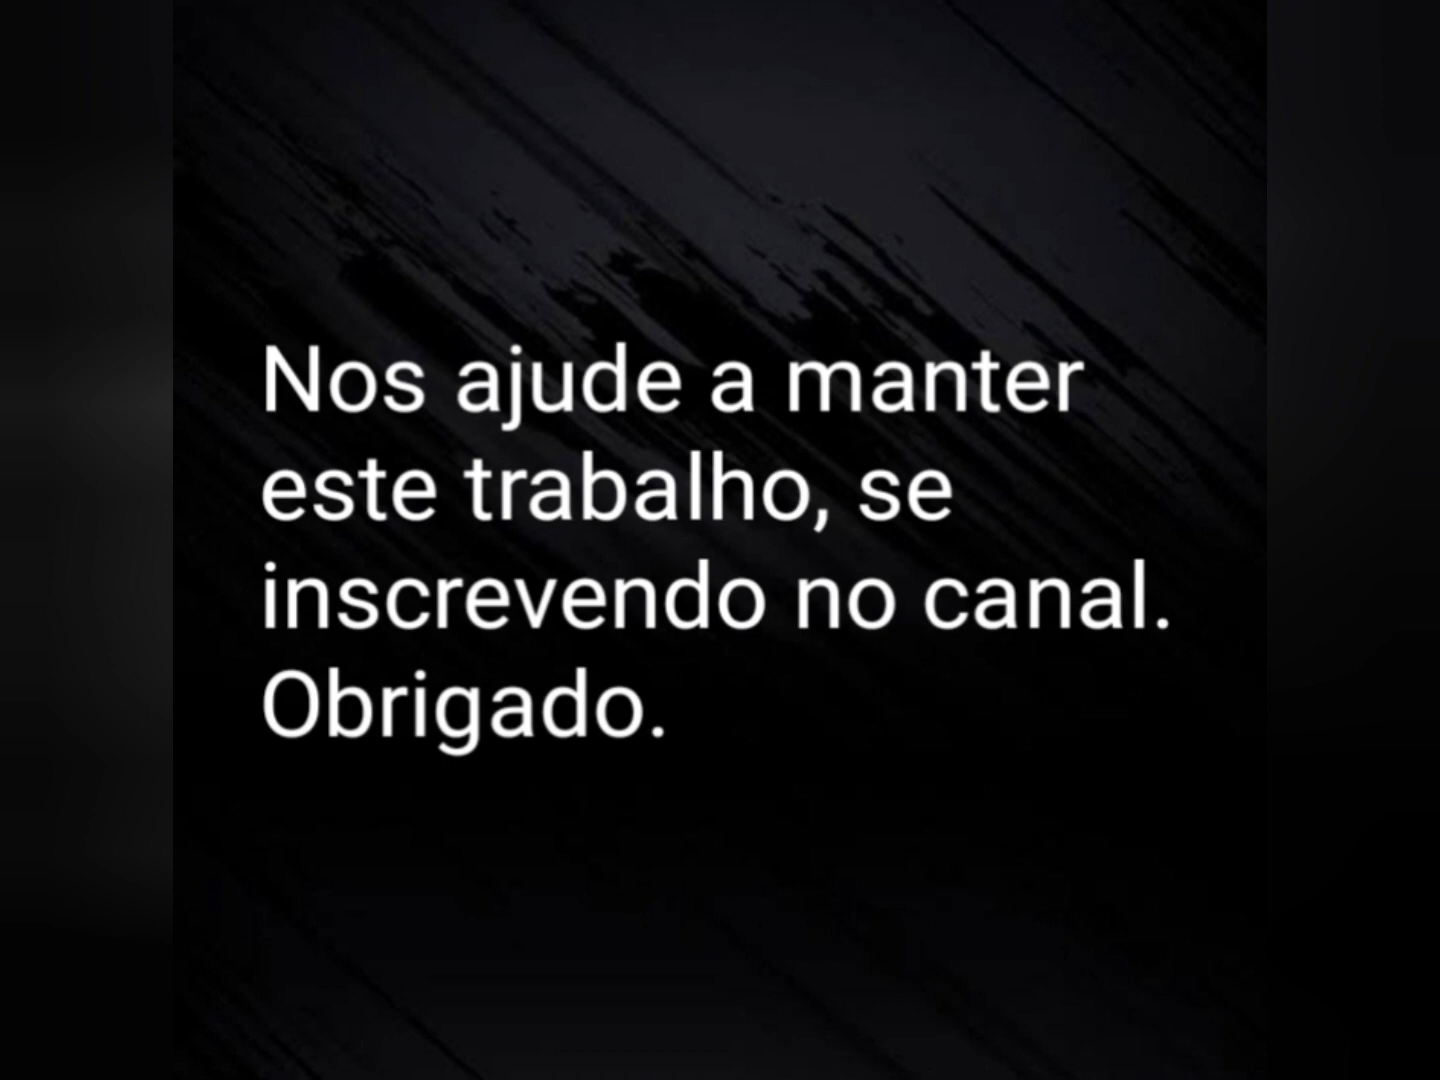 Nos ajude a manter
este trabalho, se
inscrevendo no canal.
Obrigado.